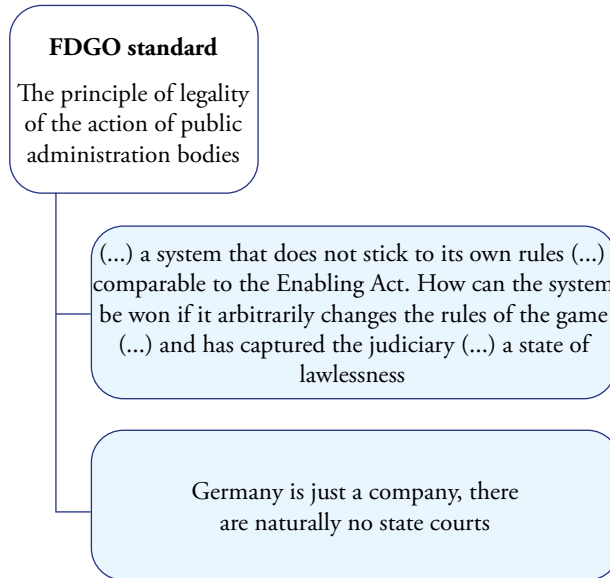 FDGO standard
The principle of legality
of the action of public
administration bodies
(...) a system that does not stick to its own rules (...)
comparable to the Enabling Act. How can the system
be won if it arbitrarily changes the rules of the game
(...) and has captured the judiciary (...) a state of
lawlessness
Germany is just a company, there
are naturally no state courts